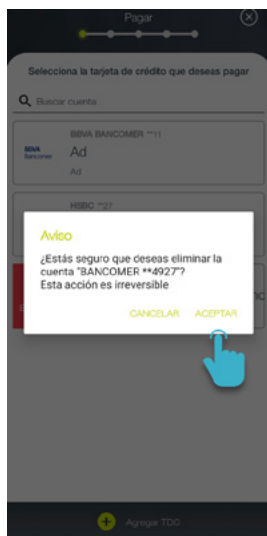 Pagar
Selecciona la tarjeta de crédito que deseas pagar
Buscar cuenta
BBVA BANCOMER **11
BBVA
Bancomer
Ad
Ad
HSBC **27
Aviso
¿Estás seguro que deseas eliminar la
cuenta "BANCOMER **4927"?
Esta acción es irreversible
CANCELAR ACEPTAR
Agregar TDC